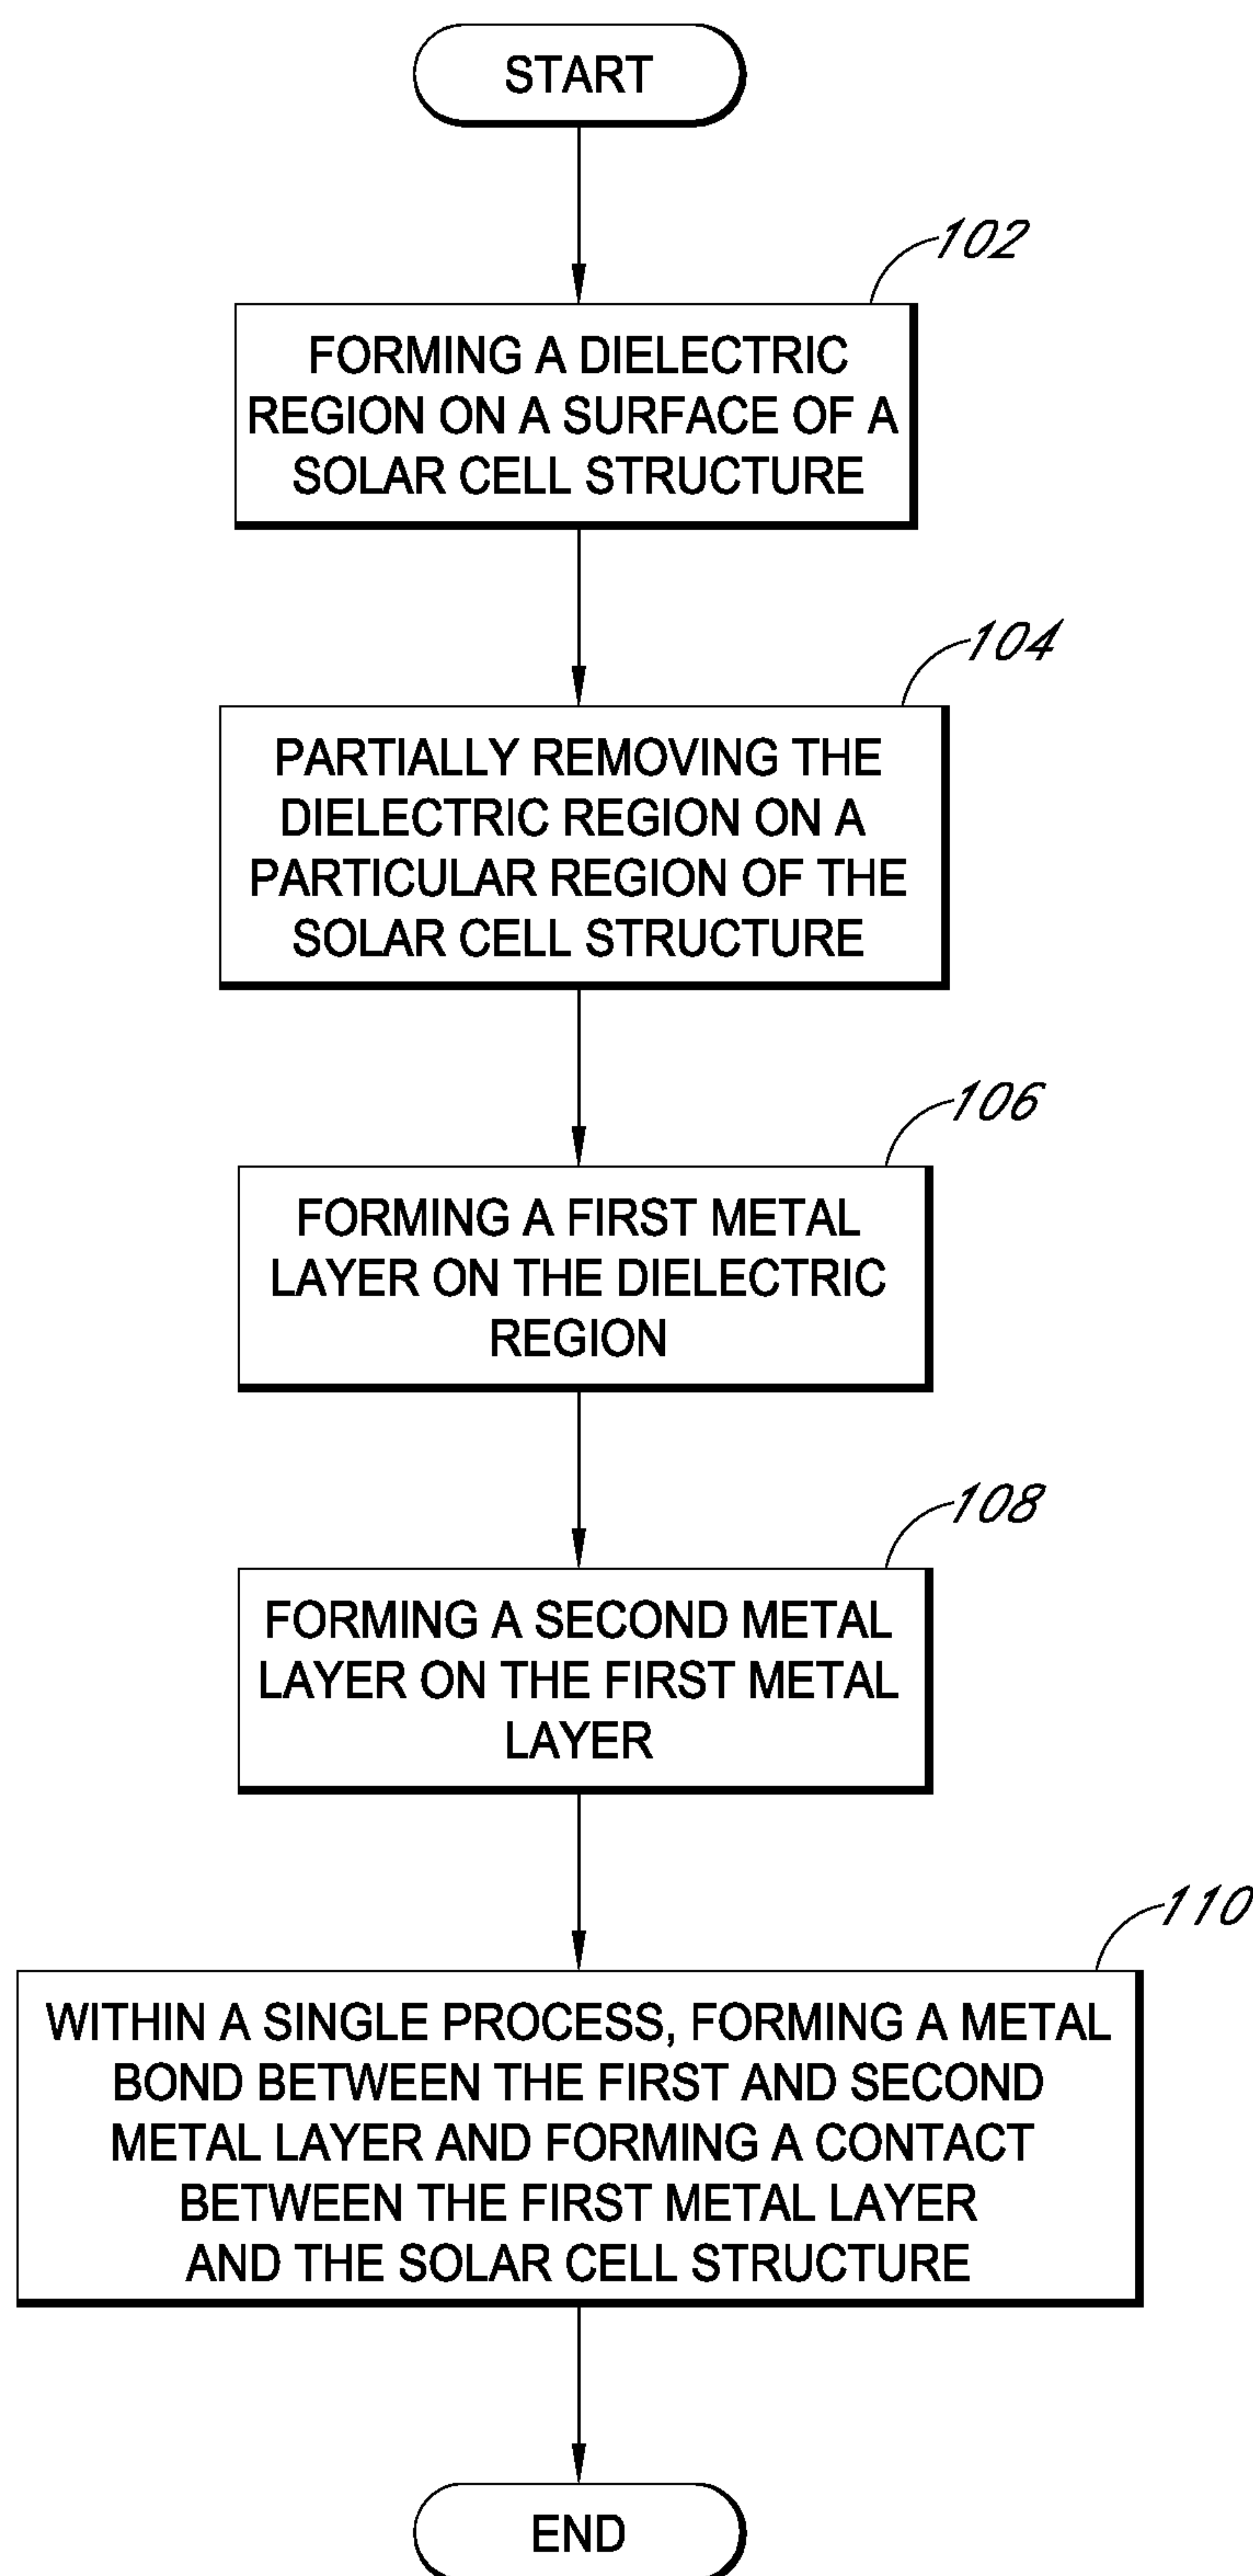 START
102
FORMING A DIELECTRIC
REGION ON A SURFACE OF A
SOLAR CELL STRUCTURE
104
PARTIALLY REMOVING THE
DIELECTRIC REGION ON A
PARTICULAR REGION OF THE
SOLAR CELL STRUCTURE
106
FORMING A FIRST METAL
LAYER ON THE DIELECTRIC
REGION
108
FORMING A SECOND METAL
LAYER ON THE FIRST METAL
LAYER
110
WITHIN A SINGLE PROCESS, FORMING A METAL
BOND BETWEEN THE FIRST AND SECOND
METAL LAYER AND FORMING A CONTACT
BETWEEN THE FIRST METAL LAYER
AND THE SOLAR CELL STRUCTURE
END